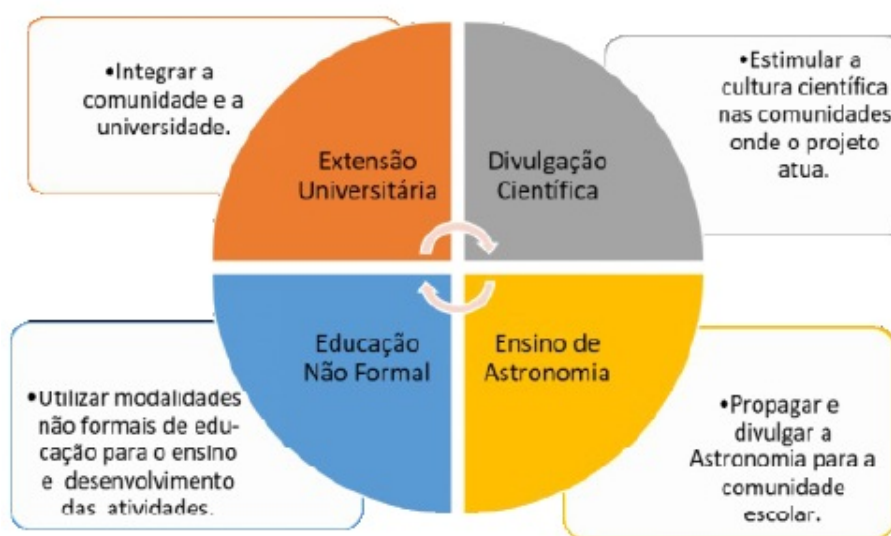 •Integrar a
comunidade e a
universidade.
Extensão
Universitária
Divulgação
Científica
•Estimular a
cultura científica
nas comunidades
onde o projeto
atua.
Educação
Não Formal
•Utilizar modalidades
não formais de edu-
cação para o ensino
e desenvolvimento
das atividades.
Ensino de
Astronomia
•Propagar e
divulgar a
Astronomia para a
comunidade
escolar.